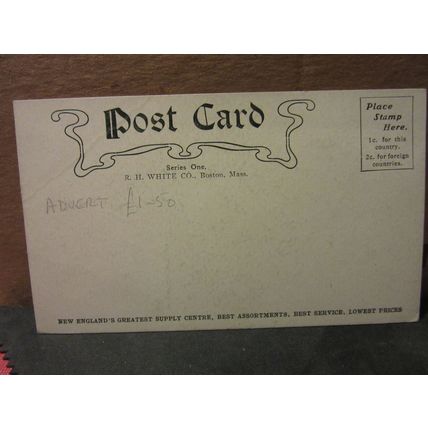 Post Card
Series One.
R. H. WHITE CO., Boston, Mass.
Place
Stamp
Here.
1c. for this
country.
2c. for foreign
countries.
ADVERT £1-50
NEW ENGLAND'S GREATEST SUPPLY CENTRE, BEST ASSORTMENTS, BEST SERVICE, LOWEST PRICES